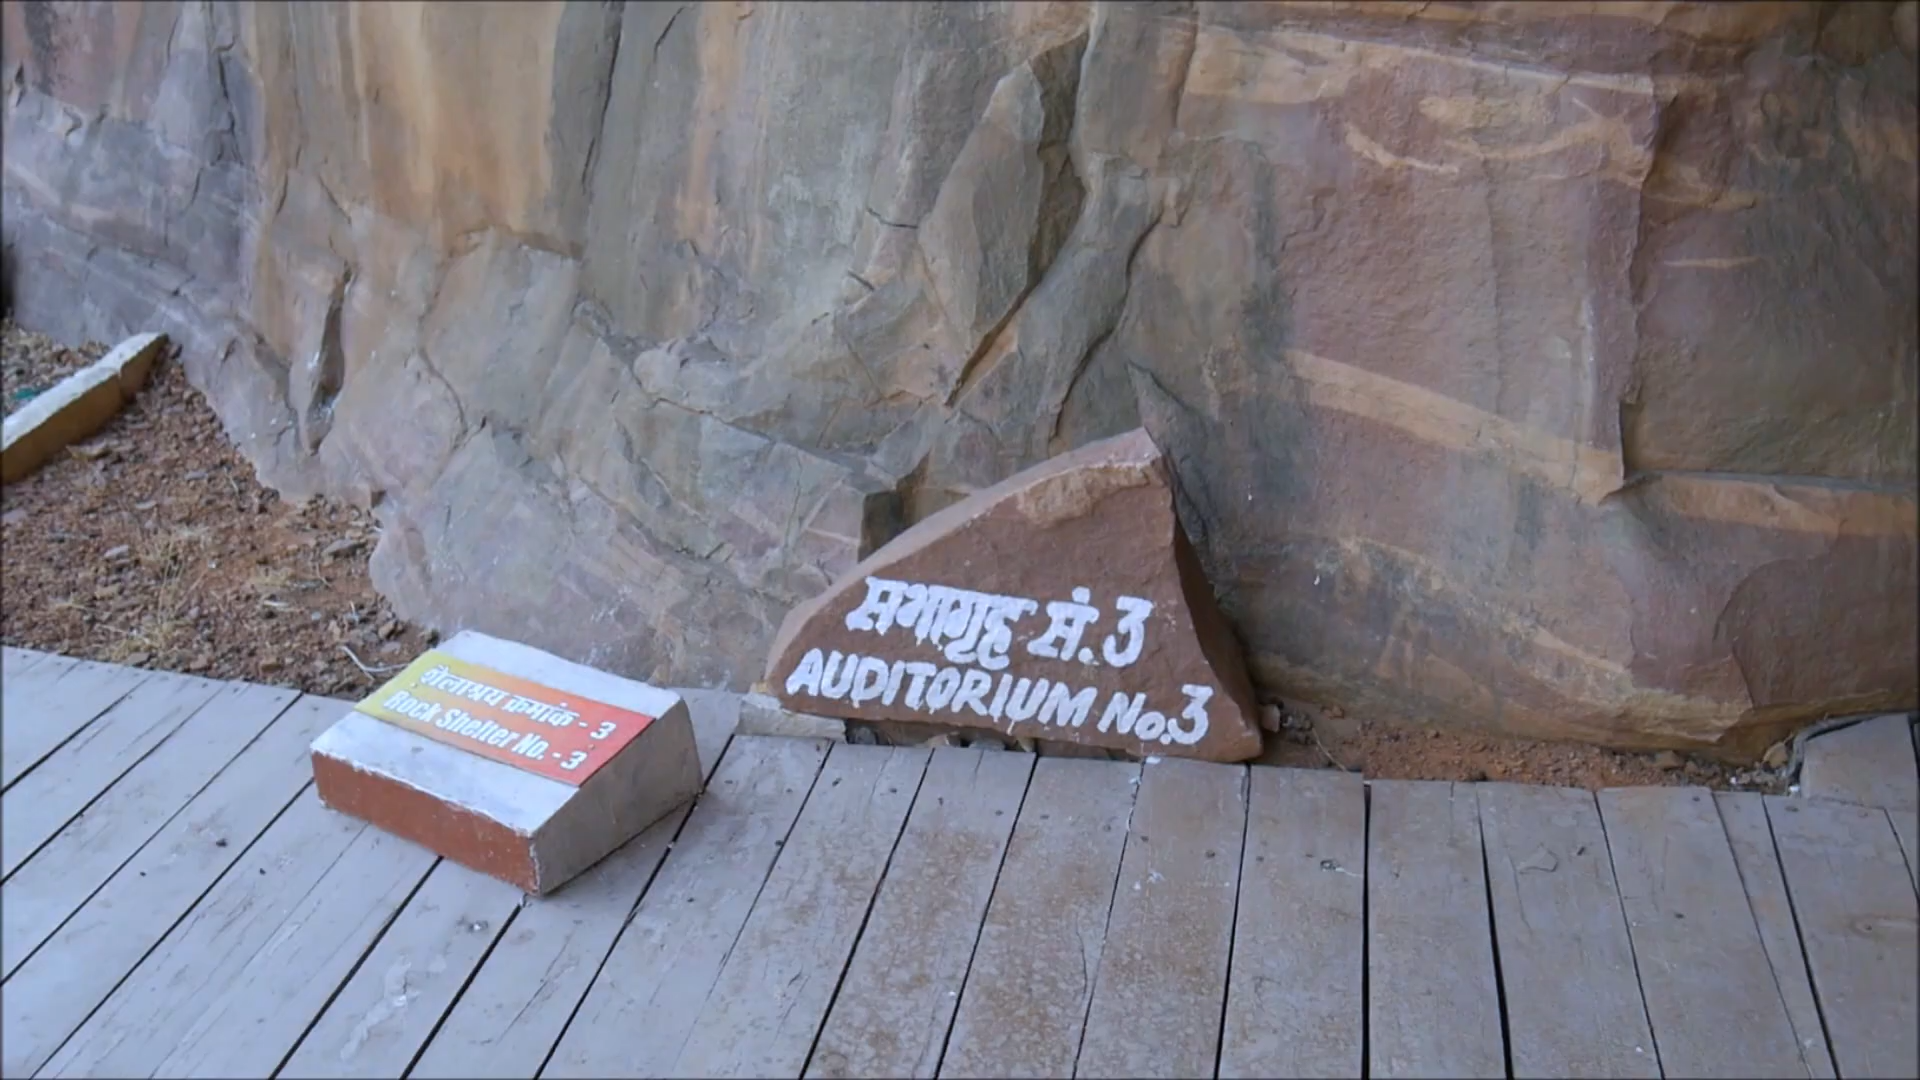 शैलाश्रय क्रमांक - 3
Rock Shelter No. - 3
सभागृह सं. 3
AUDITORIUM No. 3